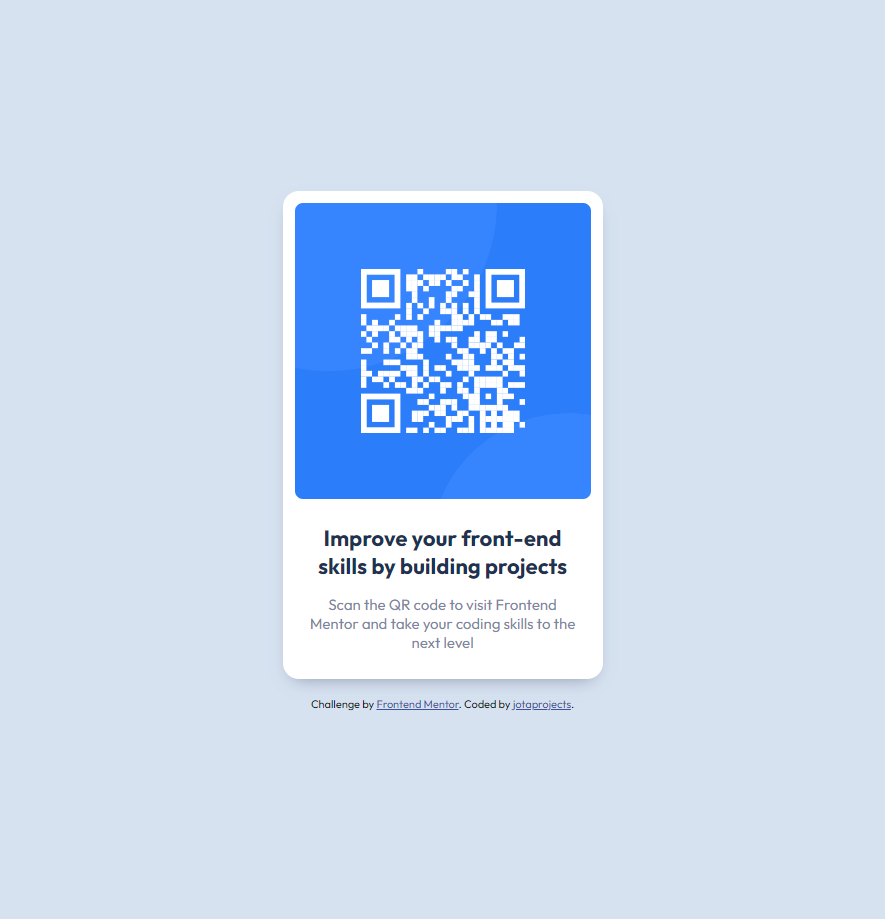 Improve your front-end
skills by building projects
Scan the QR code to visit Frontend
Mentor and take your coding skills to the
next level
Challenge by Frontend Mentor. Coded by jotaprojects.